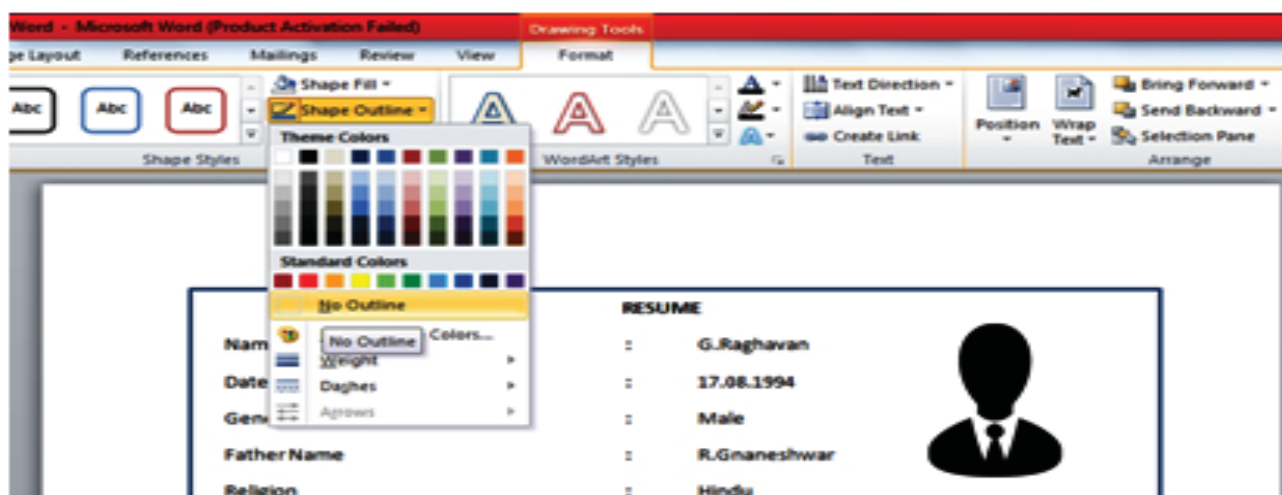 Word - Microsoft Word (Product Activation Failed) Drawing Tools
ge Layout References Mailings Review View Format
Abc Abc Abc Shape Fill A A A A Text Direction Position Wrap Text Bring Forward
Shape Outline Align Text Send Backward
Create Link Selection Pane
Shape Styles WordArt Styles Text Arrange
Theme Colors
Standard Colors
No Outline
Colors...
No Outline
Weight
Dashes
Arrows
RESUME
Nam : G.Raghavan
Date : 17.08.1994
Gen : Male
Father Name : R.Gnaneshwar
Religion : Hindu